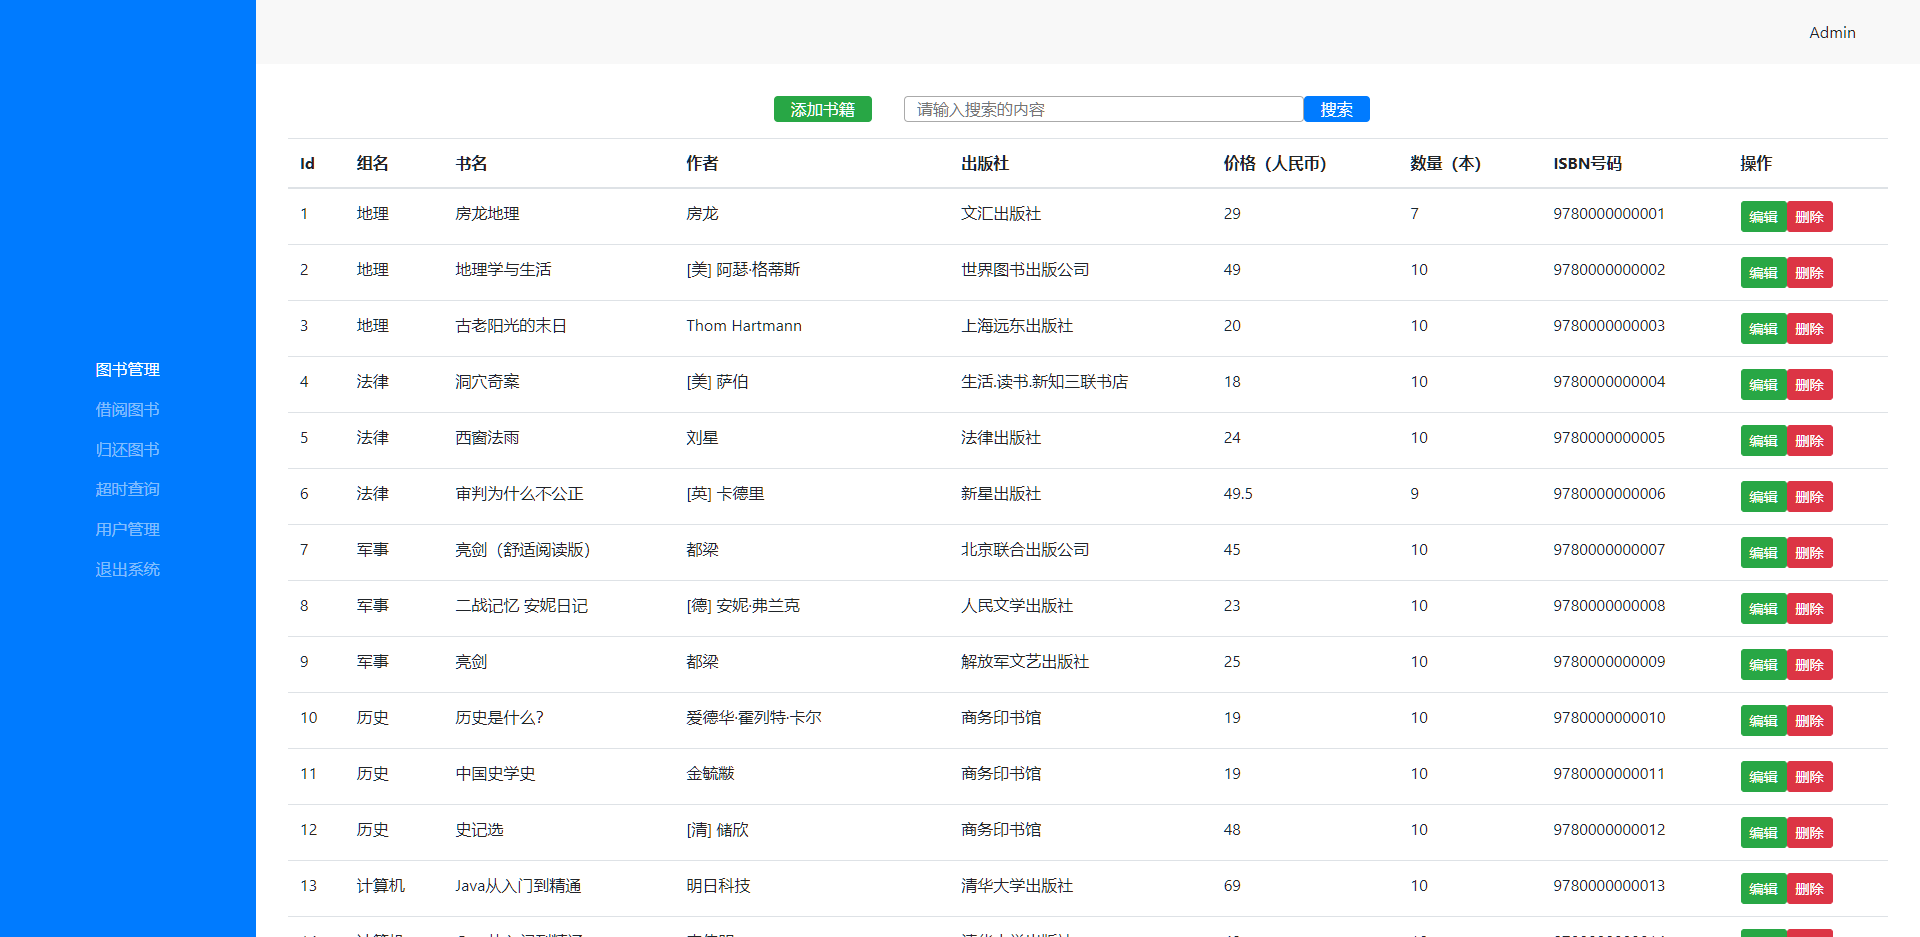 Admin
添加书籍 请输入搜索的内容 搜索
图书管理
借阅图书
归还图书
超时查询
用户管理
退出系统
Id 组名 书名 作者 出版社 价格（人民币） 数量（本） ISBN号码 操作
1 地理 房龙地理 房龙 文汇出版社 29 7 9780000000001 编辑 删除
2 地理 地理学与生活 [美] 阿瑟·格蒂斯 世界图书出版公司 49 10 9780000000002 编辑 删除
3 地理 古老阳光的末日 Thom Hartmann 上海远东出版社 20 10 9780000000003 编辑 删除
4 法律 洞穴奇案 [美] 萨伯 生活.读书.新知三联书店 18 10 9780000000004 编辑 删除
5 法律 西窗法雨 刘星 法律出版社 24 10 9780000000005 编辑 删除
6 法律 审判为什么不公正 [英] 卡德里 新星出版社 49.5 9 9780000000006 编辑 删除
7 军事 亮剑（舒适阅读版） 都梁 北京联合出版公司 45 10 9780000000007 编辑 删除
8 军事 二战记忆 安妮日记 [德] 安妮·弗兰克 人民文学出版社 23 10 9780000000008 编辑 删除
9 军事 亮剑 都梁 解放军文艺出版社 25 10 9780000000009 编辑 删除
10 历史 历史是什么? 爱德华·霍列特·卡尔 商务印书馆 19 10 9780000000010 编辑 删除
11 历史 中国史学史 金毓黻 商务印书馆 19 10 9780000000011 编辑 删除
12 历史 史记选 [清] 储欣 商务印书馆 48 10 9780000000012 编辑 删除
13 计算机 Java从入门到精通 明日科技 清华大学出版社 69 10 9780000000013 编辑 删除